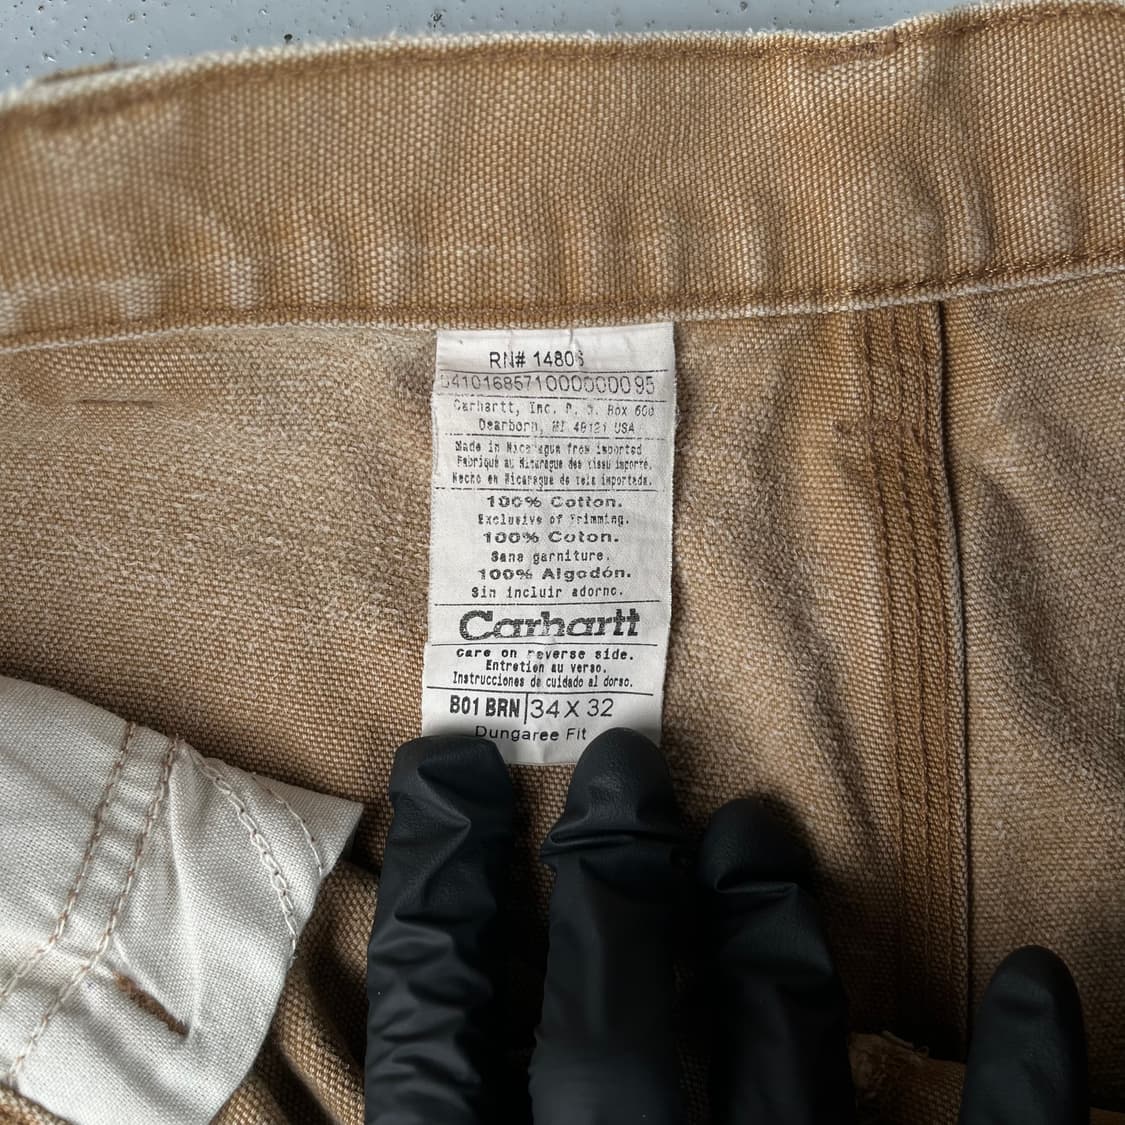 RN# 14806
Carhartt, Inc. P. O. Box 600
Dearborn, MI 48121 USA
Made in Nicaragua from imported
Fabriqué au Nicaragua des tissu importé.
Hecho en Nicaragua de tela importada.
100% Cotton.
Exclusive of Trimming.
100% Coton.
Sans garniture.
100% Algodón.
Sin incluir adorno.
Carhartt
care on reverse side.
Entretien au verso.
Instrucciones de cuidado al dorso.
B01 BRN 34 X 32
Dungaree Fit